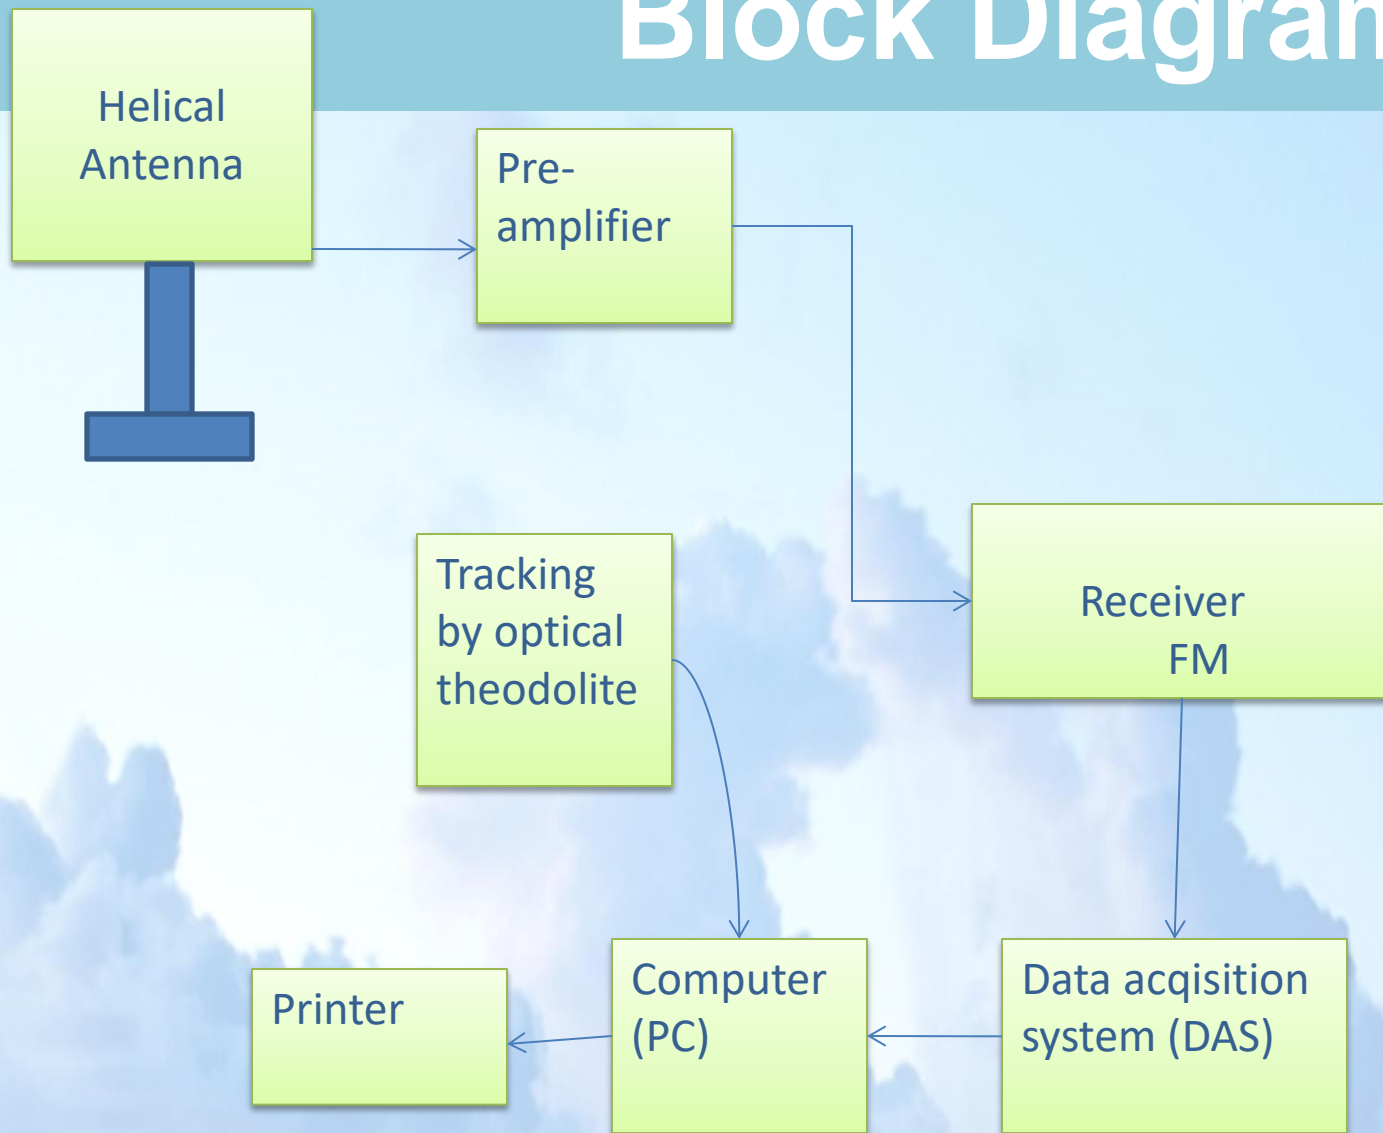 Block Diagram
Helical
Antenna
Pre-
amplifier
Tracking
by optical
theodolite
Receiver
FM
Printer
Computer
(PC)
Data acqisition
system (DAS)